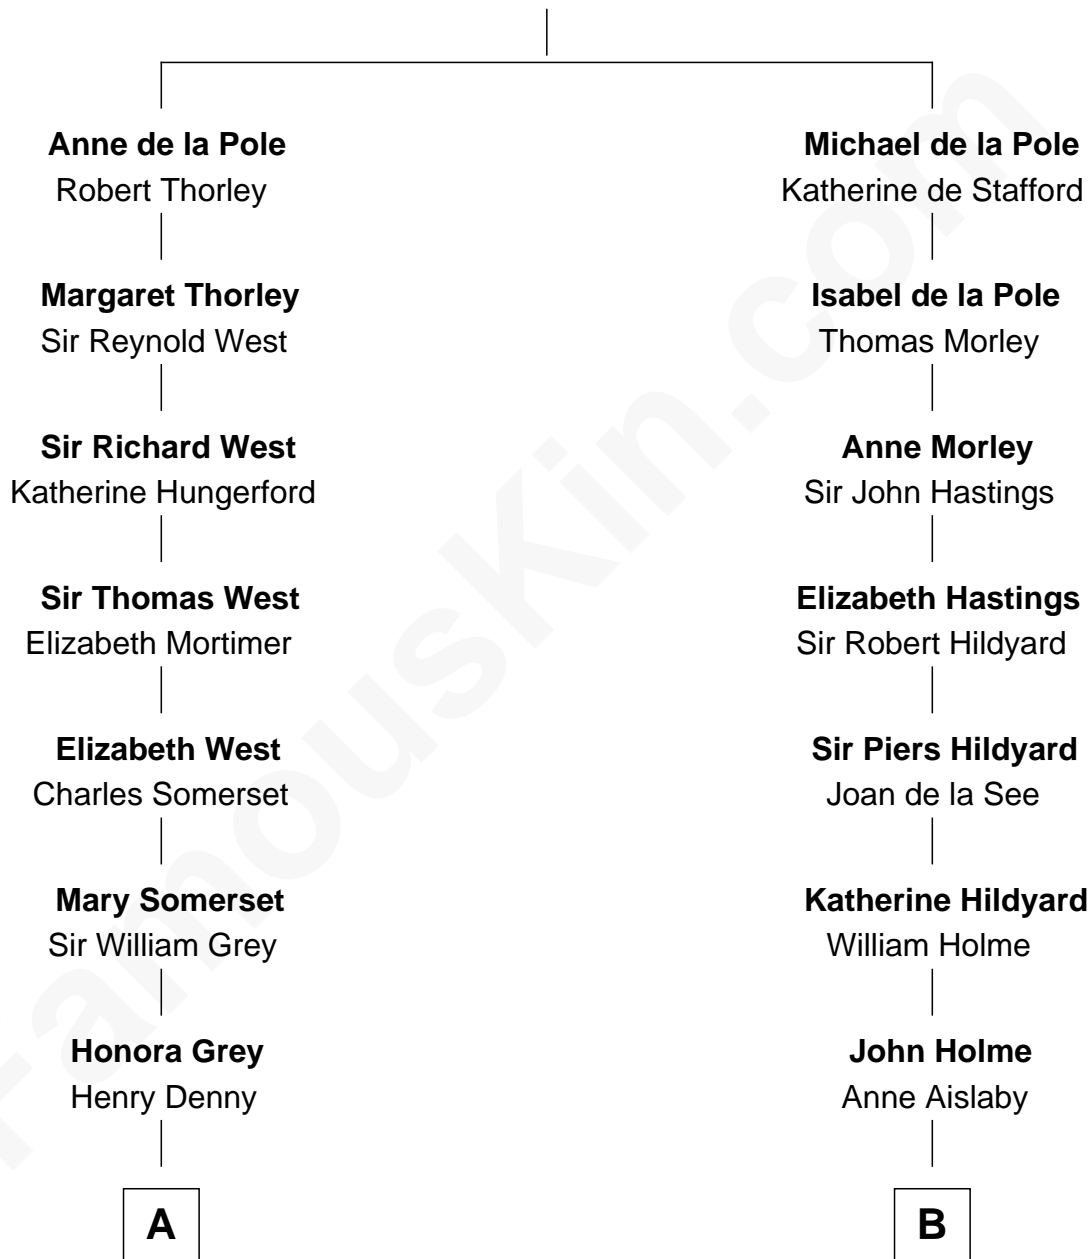 Anne de la Pole
Robert Thorley
Margaret Thorley
Sir Reynold West
Sir Richard West
Katherine Hungerford
Sir Thomas West
Elizabeth Mortimer
Elizabeth West
Charles Somerset
Mary Somerset
Sir William Grey
Honora Grey
Henry Denny
A
Michael de la Pole
Katherine de Stafford
Isabel de la Pole
Thomas Morley
Anne Morley
Sir John Hastings
Elizabeth Hastings
Sir Robert Hildyard
Sir Piers Hildyard
Joan de la See
Katherine Hildyard
William Holme
John Holme
Anne Aislaby
B
FamousKin.com